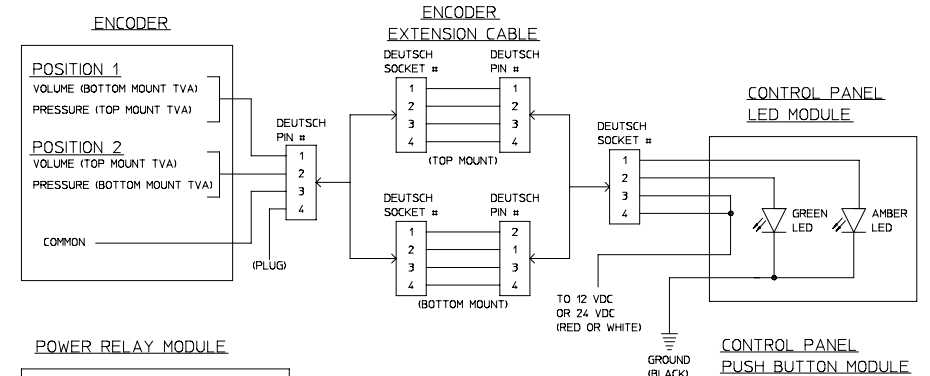 ENCODER
POSITION 1
VOLUME (BOTTOM MOUNT TVA)
PRESSURE (TOP MOUNT TVA)
POSITION 2
VOLUME (TOP MOUNT TVA)
PRESSURE (BOTTOM MOUNT TVA)
COMMON
DEUTSCH
PIN #
1
2
3
4
(PLUG)
ENCODER
EXTENSION CABLE
DEUTSCH
SOCKET #
DEUTSCH
PIN #
1 1
2 2
3 3
4 4
(TOP MOUNT)
DEUTSCH
SOCKET #
DEUTSCH
PIN #
1 2
2 1
3 3
4 4
(BOTTOM MOUNT)
DEUTSCH
SOCKET #
1
2
3
4
TO 12 VDC
OR 24 VDC
(RED OR WHITE)
CONTROL PANEL
LED MODULE
GREEN
LED
AMBER
LED
GROUND
(BLACK)
POWER RELAY MODULE
CONTROL PANEL
PUSH BUTTON MODULE